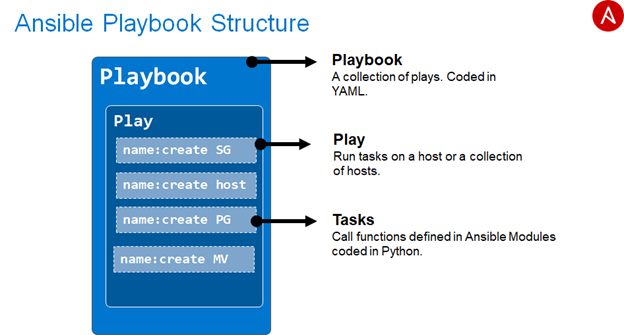 Ansible Playbook Structure
A
Playbook
Play
name:create SG
name:create host
name:create PG
name:create MV
Playbook
A collection of plays. Coded in
YAML.
Play
Run tasks on a host or a collection
of hosts.
Tasks
Call functions defined in Ansible Modules
coded in Python.